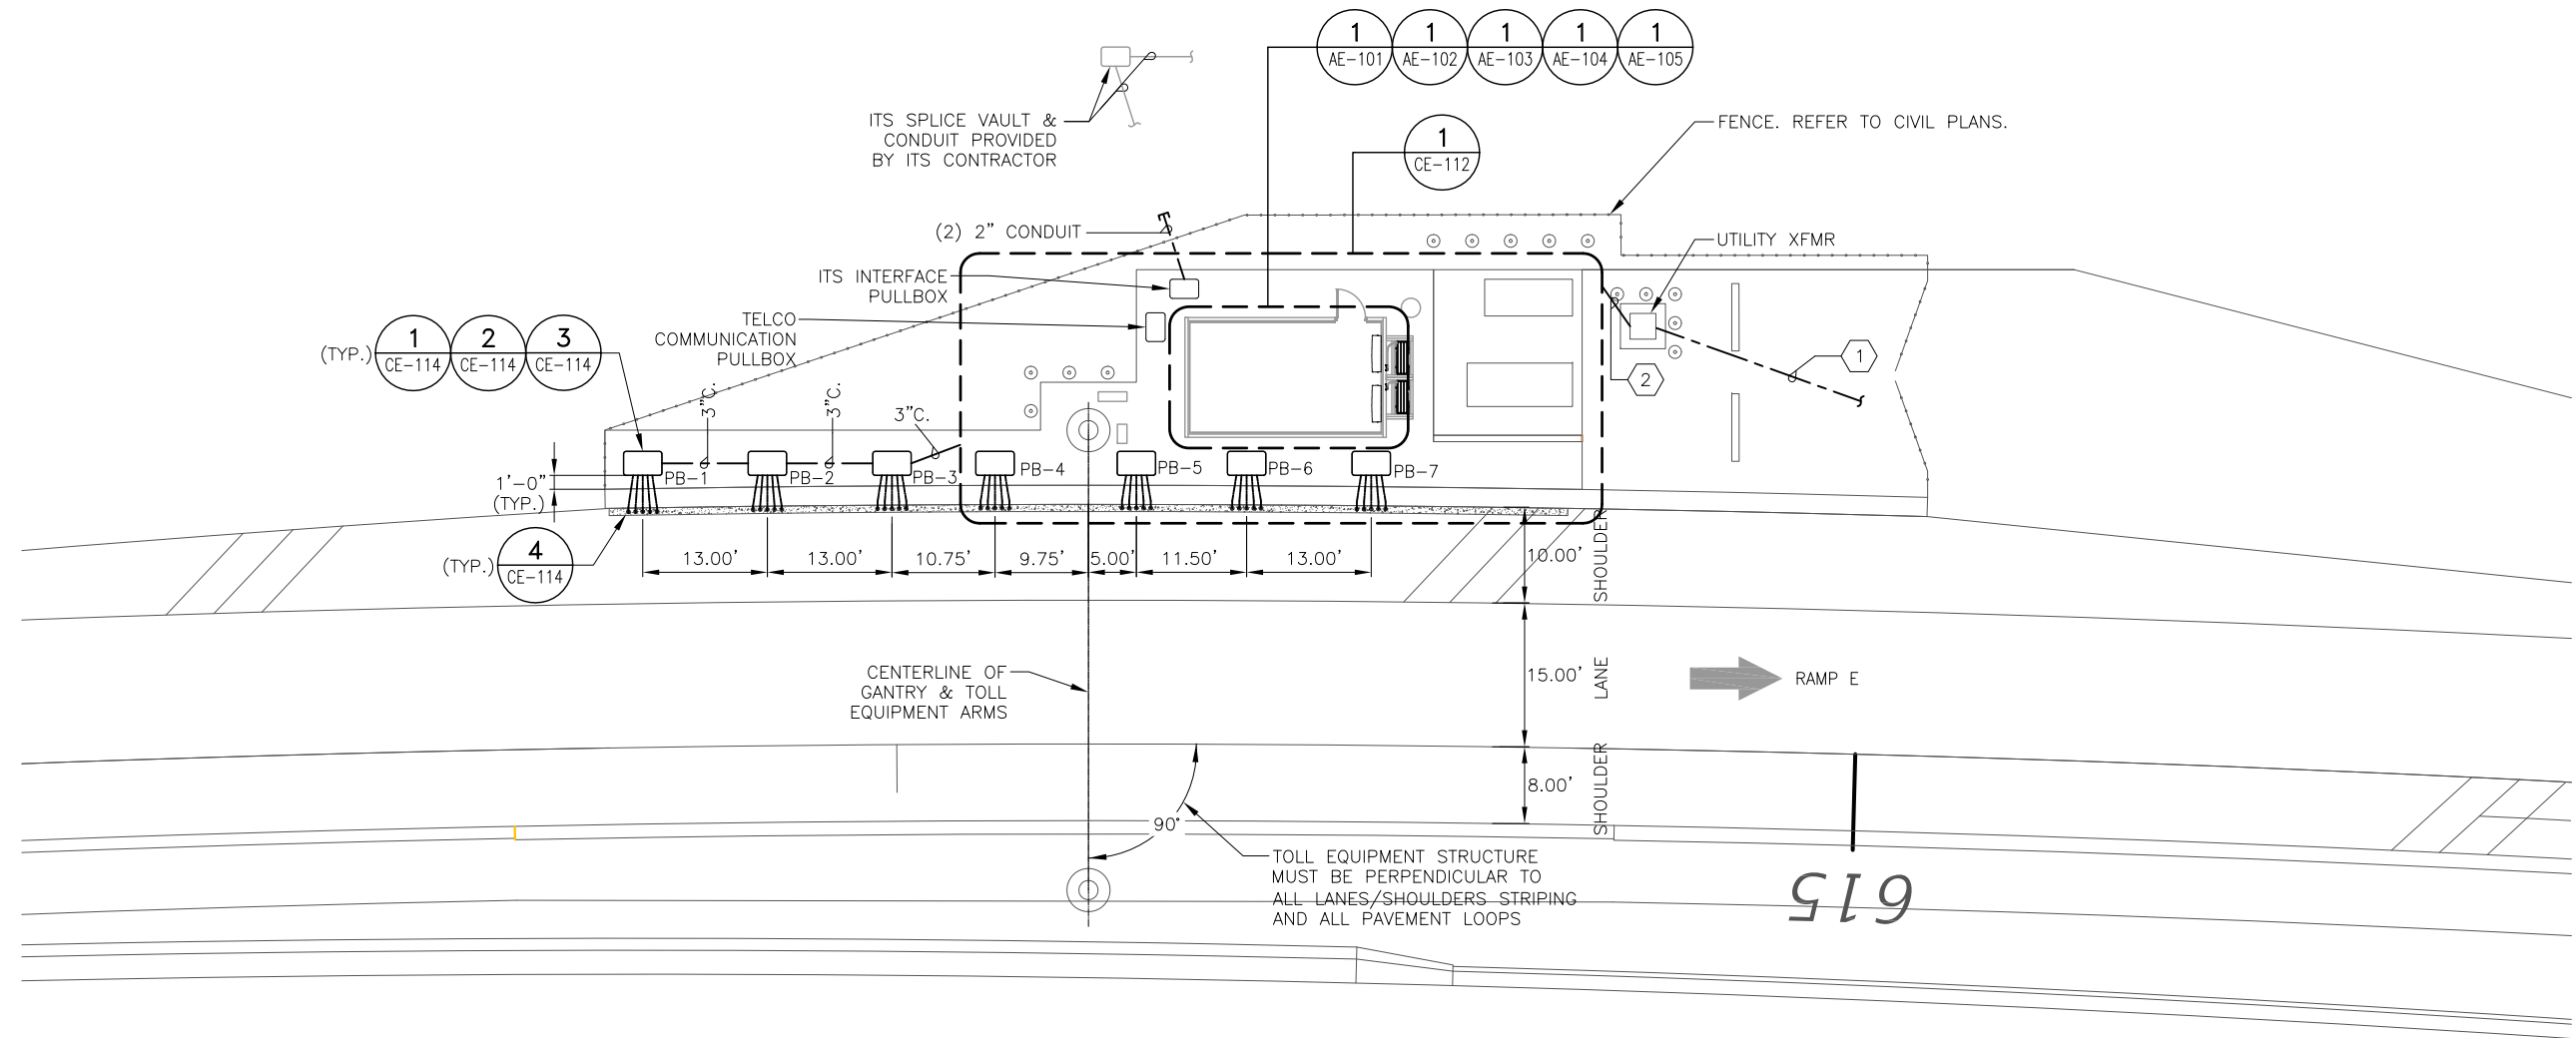 1 1 1 1 1
AE-101 AE-102 AE-103 AE-104 AE-105
ITS SPLICE VAULT &
CONDUIT PROVIDED
BY ITS CONTRACTOR
FENCE. REFER TO CIVIL PLANS.
1
CE-112
(2) 2" CONDUIT
UTILITY XFMR
ITS INTERFACE
PULLBOX
TELCO
COMMUNICATION
PULLBOX
(TYP.)
1 2 3
CE-114 CE-114 CE-114
1
2
3"C.
3"C.
3"C.
PB-1
PB-2
PB-3
PB-4
PB-5
PB-6
PB-7
1'-0"
(TYP.)
(TYP.)
4
CE-114
13.00' 13.00' 10.75' 9.75' 5.00' 11.50' 13.00'
10.00'
SHOULDER
15.00'
LANE
RAMP E
CENTERLINE OF
GANTRY & TOLL
EQUIPMENT ARMS
8.00'
SHOULDER
90°
TOLL EQUIPMENT STRUCTURE
MUST BE PERPENDICULAR TO
ALL LANES/SHOULDERS STRIPING
AND ALL PAVEMENT LOOPS
615